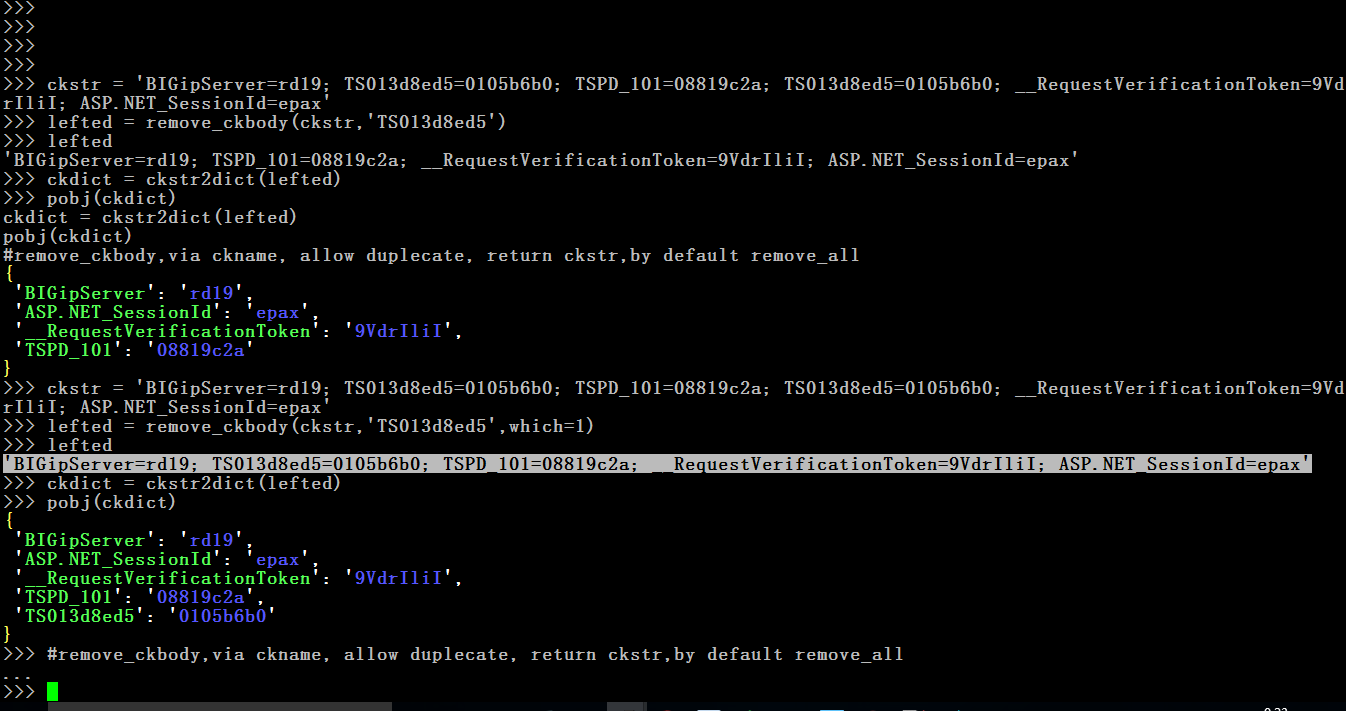 >>>
>>>
>>>
>>>
>>> ckstr = 'BIGipServer=rd19; TS013d8ed5=0105b6b0; TSPD_101=08819c2a; TS013d8ed5=0105b6b0; __RequestVerificationToken=9Vd
rIliI; ASP.NET_SessionId=epax'
>>> lefted = remove_ckbody(ckstr,'TS013d8ed5')
>>> lefted
'BIGipServer=rd19; TSPD_101=08819c2a; __RequestVerificationToken=9VdrIliI; ASP.NET_SessionId=epax'
>>> ckdict = ckstr2dict(lefted)
>>> pobj(ckdict)
ckdict = ckstr2dict(lefted)
pobj(ckdict)
#remove_ckbody,via ckname, allow duplecate, return ckstr,by default remove_all
{
 'BIGipServer': 'rd19',
 'ASP.NET_SessionId': 'epax',
 '__RequestVerificationToken': '9VdrIliI',
 'TSPD_101': '08819c2a'
}
>>> ckstr = 'BIGipServer=rd19; TS013d8ed5=0105b6b0; TSPD_101=08819c2a; TS013d8ed5=0105b6b0; __RequestVerificationToken=9Vd
rIliI; ASP.NET_SessionId=epax'
>>> lefted = remove_ckbody(ckstr,'TS013d8ed5',which=1)
>>> lefted
'BIGipServer=rd19; TS013d8ed5=0105b6b0; TSPD_101=08819c2a; __RequestVerificationToken=9VdrIliI; ASP.NET_SessionId=epax'
>>> ckdict = ckstr2dict(lefted)
>>> pobj(ckdict)
{
 'BIGipServer': 'rd19',
 'ASP.NET_SessionId': 'epax',
 '__RequestVerificationToken': '9VdrIliI',
 'TSPD_101': '08819c2a',
 'TS013d8ed5': '0105b6b0'
}
>>> #remove_ckbody,via ckname, allow duplecate, return ckstr,by default remove_all
...
>>>